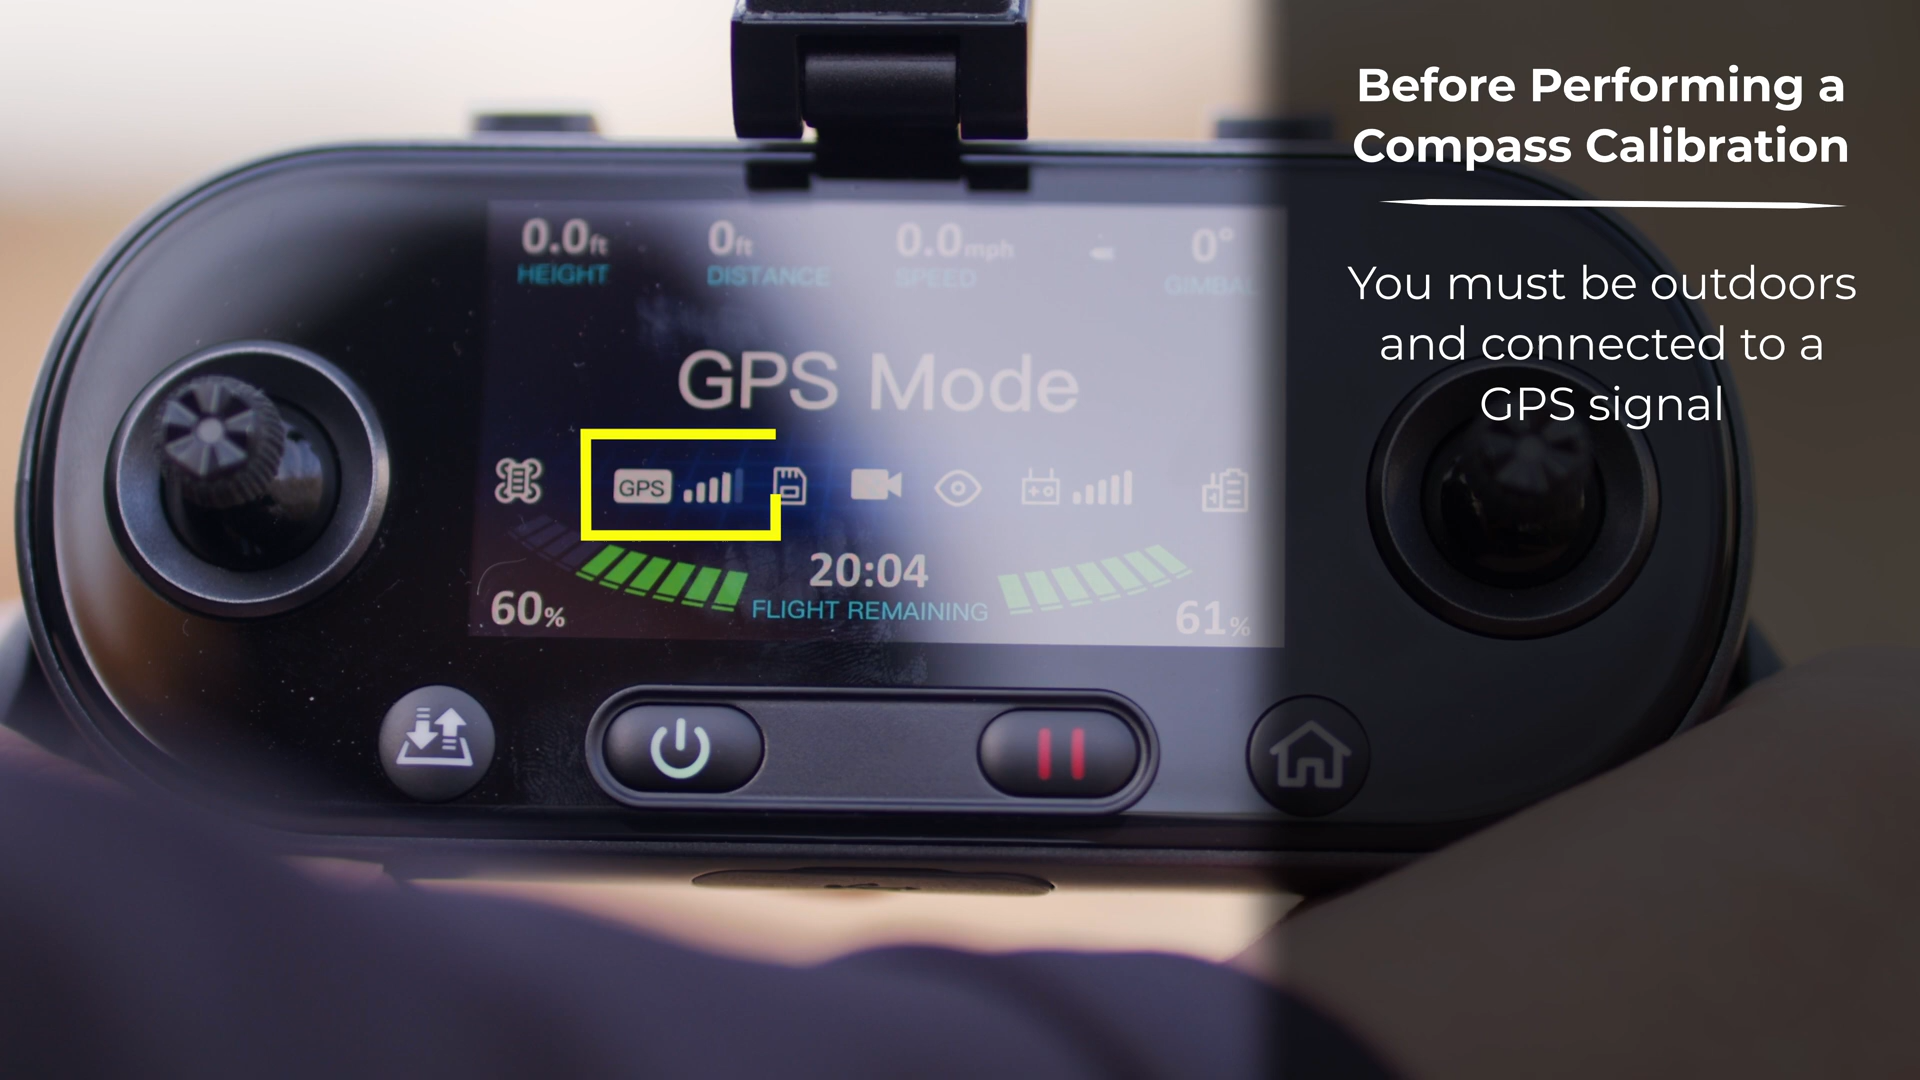 Before Performing a
Compass Calibration
You must be outdoors
and connected to a
GPS signal
0.0ft 0ft 0.0mph 0°
HEIGHT DISTANCE SPEED GIMBAL
GPS Mode
GPS
20:04
FLIGHT REMAINING
60% 61%